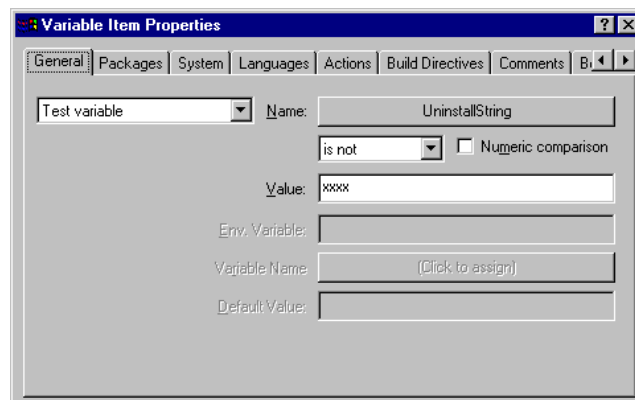 Variable Item Properties
General Packages System Languages Actions Build Directives Comments
Test variable Name: UninstallString
is not Numeric comparison
Value: xxxx
Env. Variable:
Variable Name (Click to assign)
Default Value: